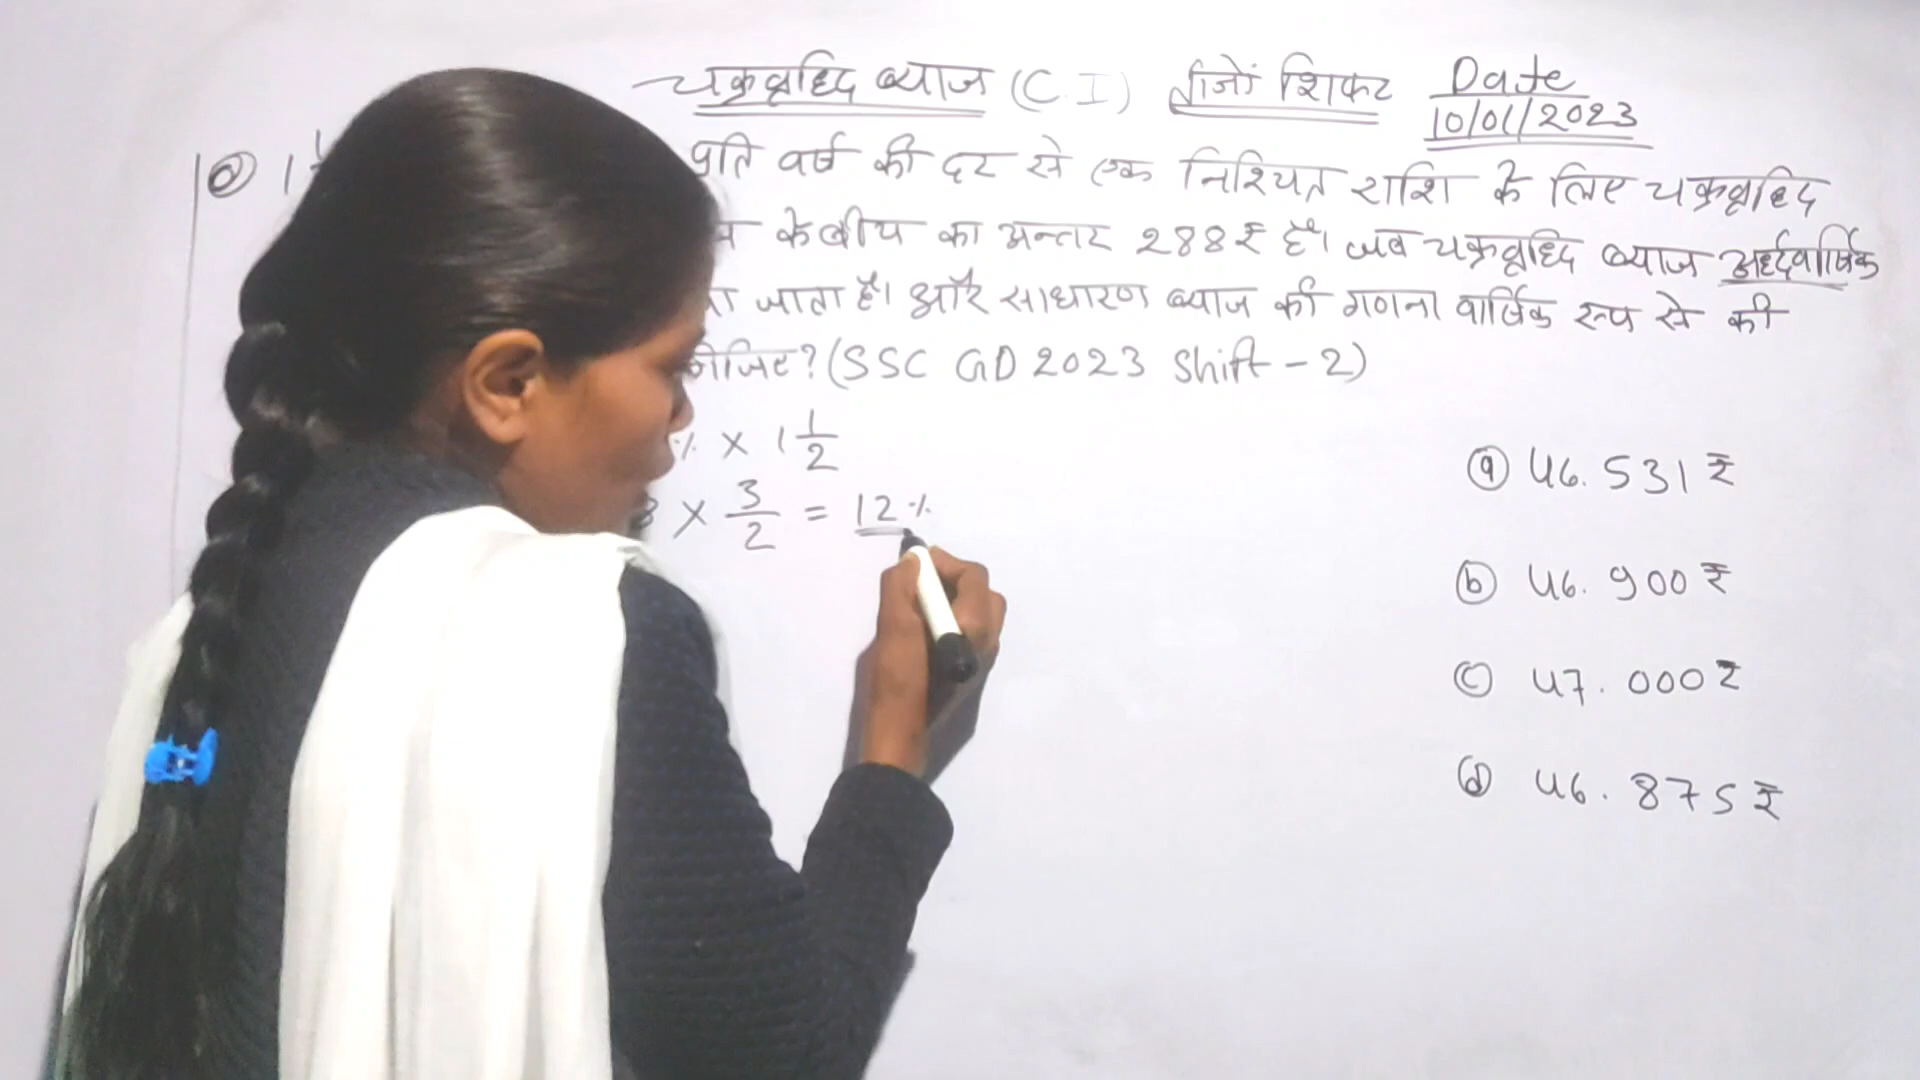 चक्रवृध्दि ब्याज (C.I) तीजों शिफ्ट Date
10/01/2023
@ 1 प्रति वर्ष की दर से एक निश्चित राशि के लिए चक्रवृध्दि
के बीच का अन्तर 288₹ है। जब चक्रवृध्दि ब्याज अर्ध्दवार्षिक
जाता है। और साधारण ब्याज की गणना वार्षिक रूप से की
कीजिए? (SSC GD 2023 Shift - 2)
% × 1 1/2
8 × 3/2 = 12%
(a) 46.531₹
(b) 46.900₹
(c) 47.000₹
(d) 46.875₹